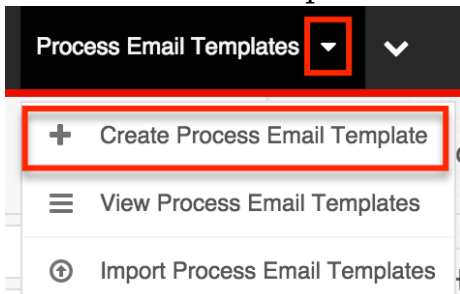 Process Email Templates
Create Process Email Template
View Process Email Templates
Import Process Email Templates